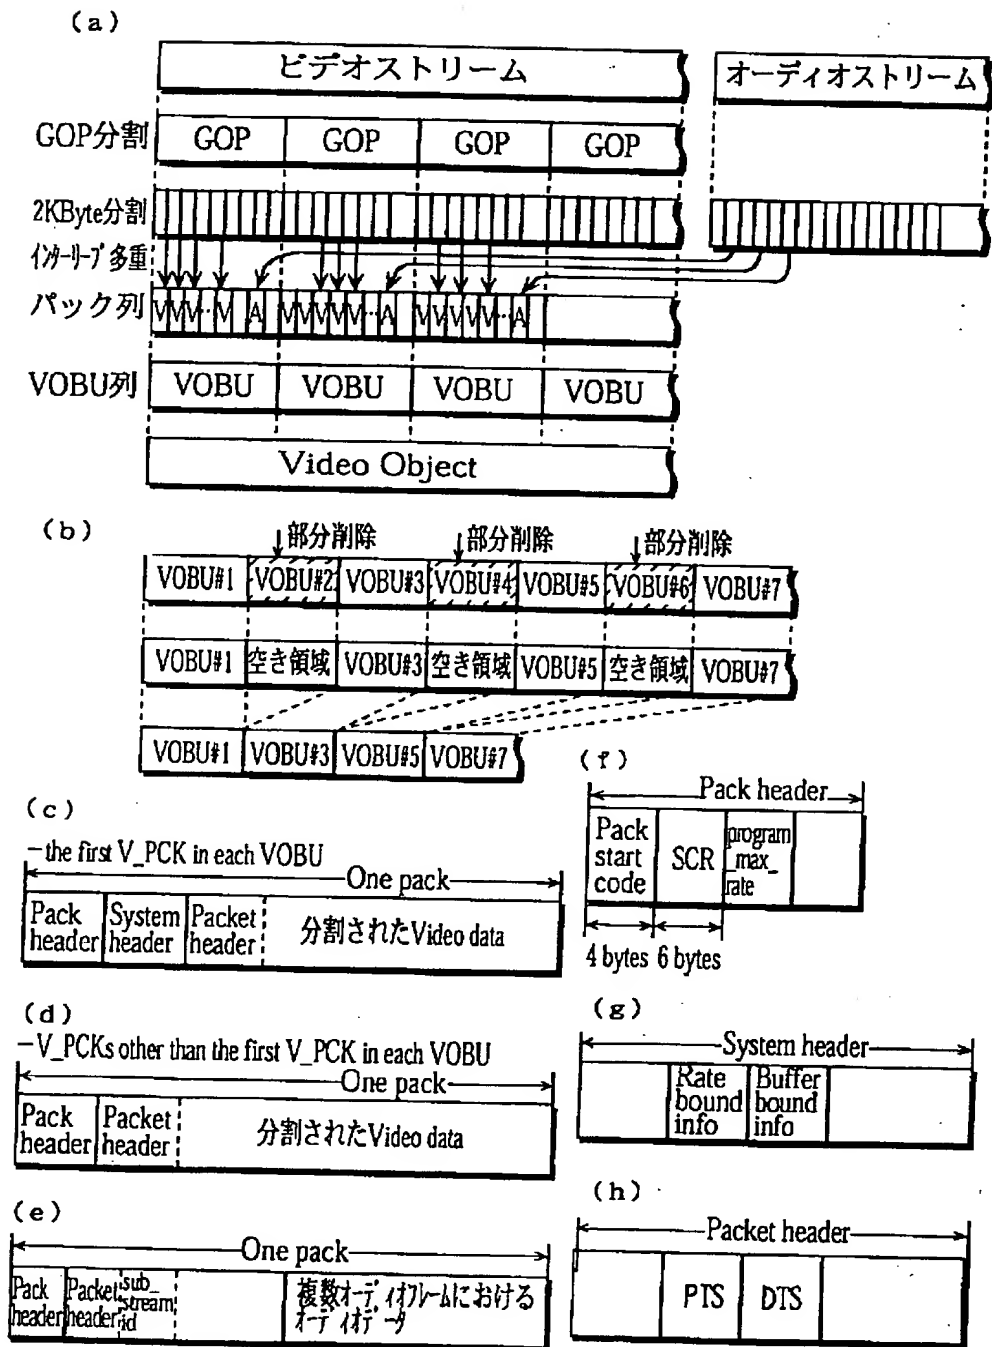 (a)
ビデオストリーム
オーディオストリーム
GOP分割
GOP GOP GOP GOP
2KByte分割
インターリーブ多重
パック列
V V V … V A V V V V V … A V V V V V … A
VOBU列
VOBU VOBU VOBU VOBU
Video Object
(b)
部分削除 部分削除 部分削除
VOBU#1 VOBU#2 VOBU#3 VOBU#4 VOBU#5 VOBU#6 VOBU#7
VOBU#1 空き領域 VOBU#3 空き領域 VOBU#5 空き領域 VOBU#7
VOBU#1 VOBU#3 VOBU#5 VOBU#7
(c)
-the first V_PCK in each VOBU
One pack
Pack header
System header
Packet header
分割されたVideo data
(d)
-V_PCKs other than the first V_PCK in each VOBU
One pack
Pack header
Packet header
分割されたVideo data
(e)
One pack
Pack header
Packet header
sub_stream id
複数オーディオフレームにおける
オーディオデータ
(f)
Pack header
Pack start code
SCR
program_max_rate
4 bytes 6 bytes
(g)
System header
Rate bound info
Buffer bound info
(h)
Packet header
PTS
DTS